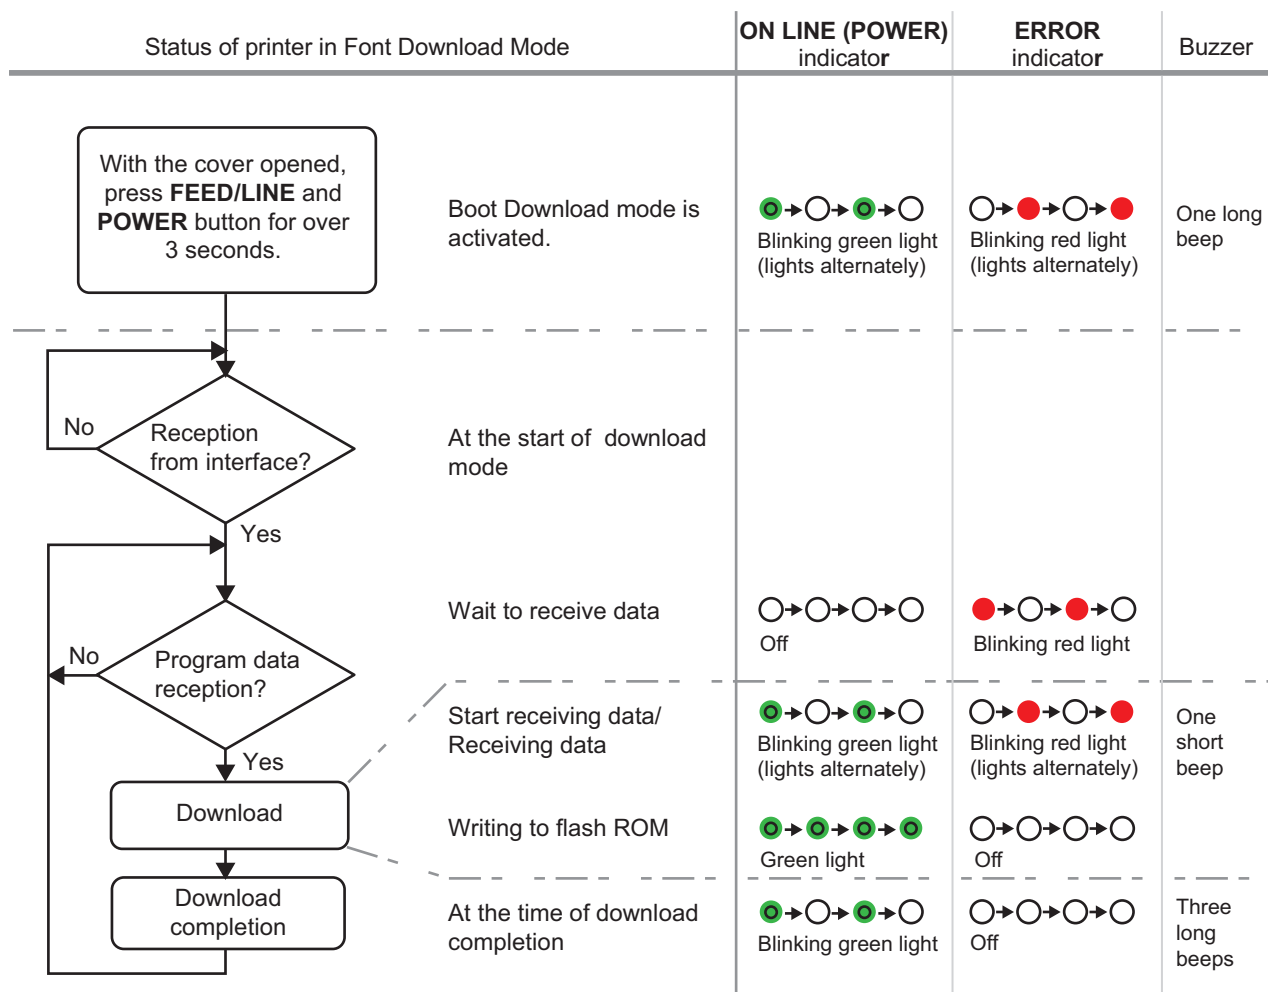 Status of printer in Font Download Mode
ON LINE (POWER)
indicator
ERROR
indicator
Buzzer
With the cover opened,
press FEED/LINE and
POWER button for over
3 seconds.
Boot Download mode is
activated.
Blinking green light
(lights alternately)
Blinking red light
(lights alternately)
One long
beep
No
Reception
from interface?
At the start of download
mode
Yes
Wait to receive data
Off
Blinking red light
No
Program data
reception?
Start receiving data/
Receiving data
Blinking green light
(lights alternately)
Blinking red light
(lights alternately)
One
short
beep
Yes
Download
Writing to flash ROM
Green light
Off
Download
completion
At the time of download
completion
Blinking green light
Off
Three
long
beeps